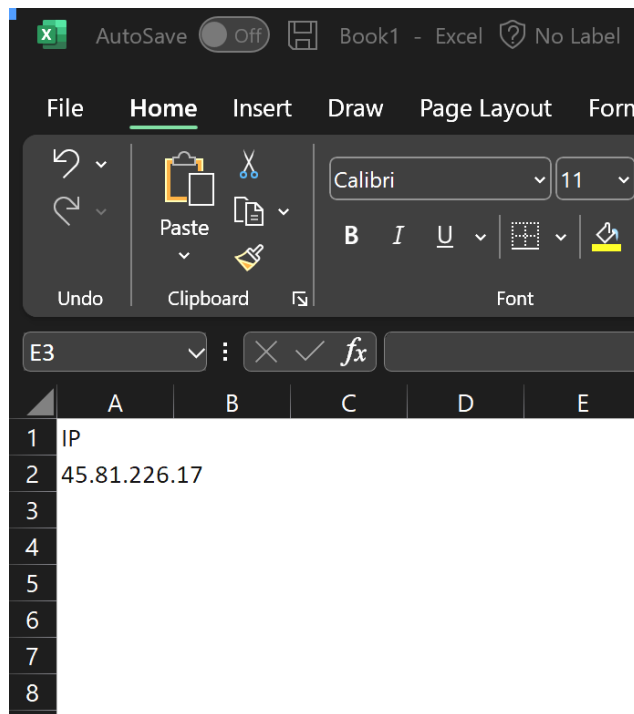 X AutoSave Off Book1 - Excel No Label
File Home Insert Draw Page Layout Form
Calibri 11
Paste
B I U
Undo Clipboard Font
E3 fx
A B C D E
1 IP
2 45.81.226.17
3
4
5
6
7
8